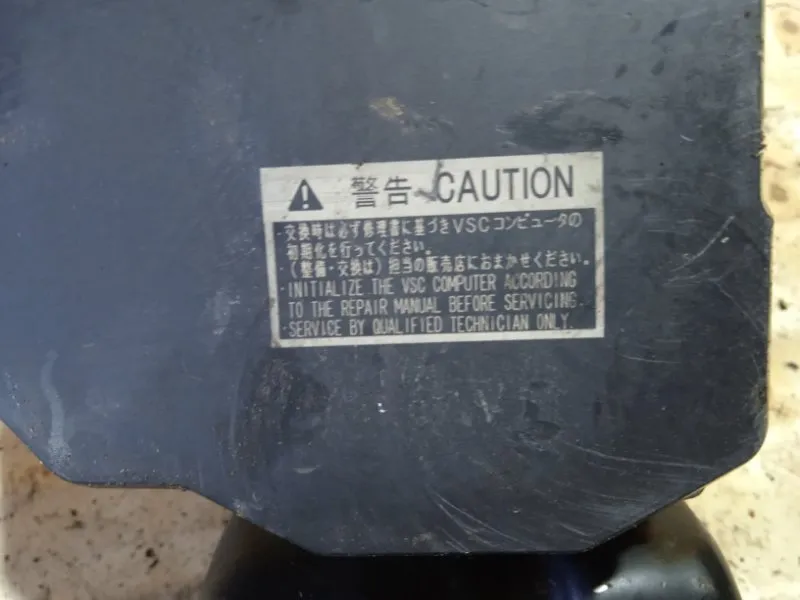 警告 CAUTION
・交換時は必ず修理書に基づきVSCコンピュータの
初期化を行ってください。
・(整備・交換は)担当の販売店におまかせください。
・INITIALIZE THE VSC COMPUTER ACCORDING
TO THE REPAIR MANUAL BEFORE SERVICING.
・SERVICE BY QUALIFIED TECHNICIAN ONLY.